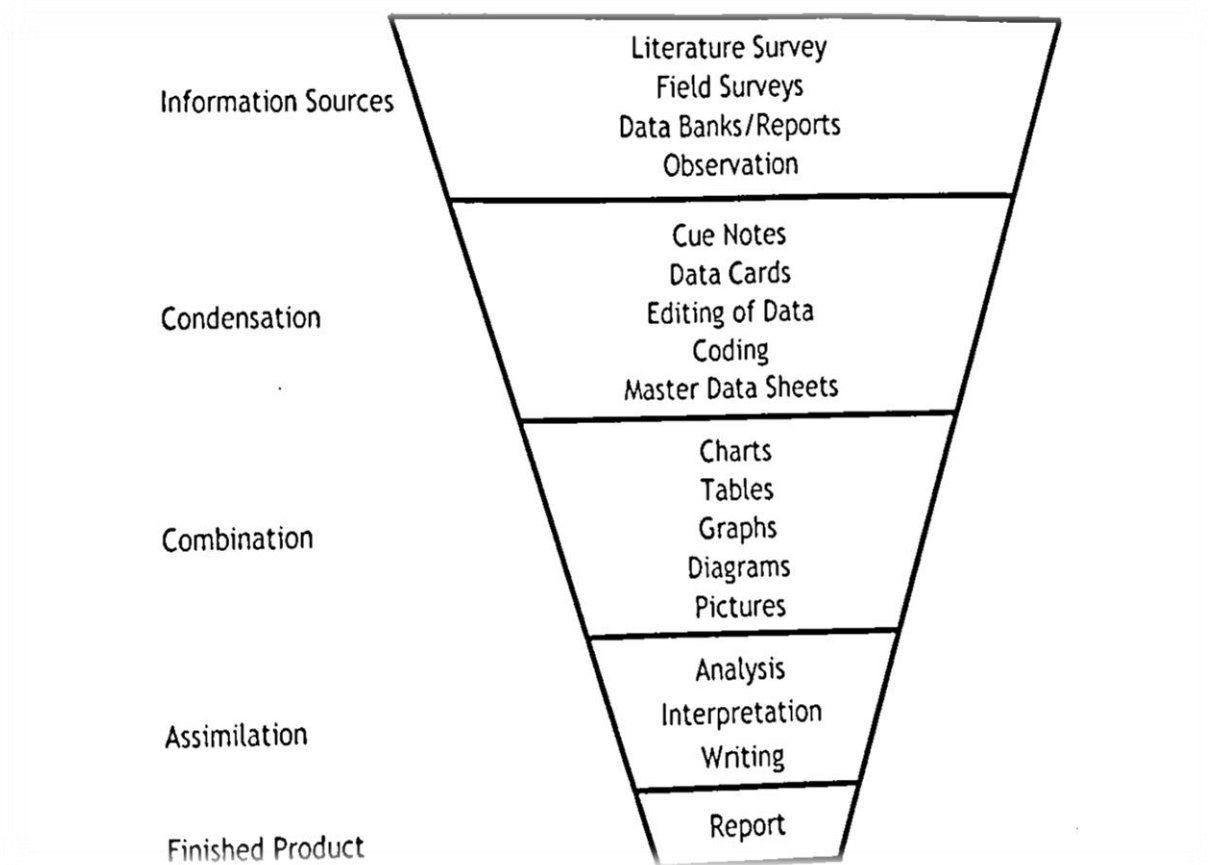 Information Sources
Literature Survey
Field Surveys
Data Banks/Reports
Observation
Condensation
Cue Notes
Data Cards
Editing of Data
Coding
Master Data Sheets
Combination
Charts
Tables
Graphs
Diagrams
Pictures
Assimilation
Analysis
Interpretation
Writing
Finished Product
Report